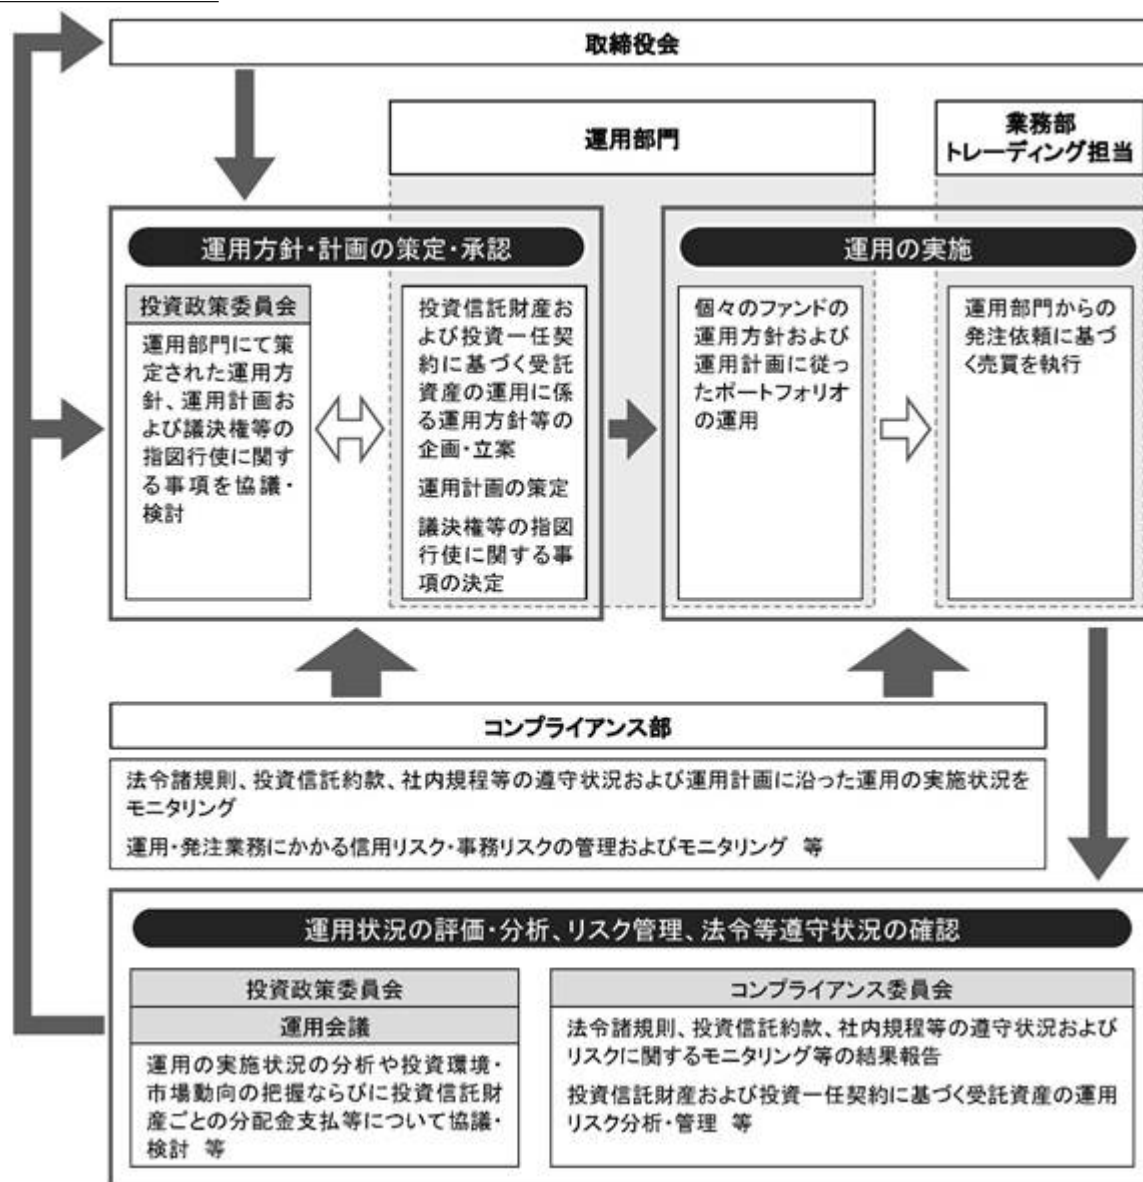 取締役会
運用部門
業務部
トレーディング担当
運用方針・計画の策定・承認
投資政策委員会
運用部門にて策
定された運用方
針、運用計画お
よび議決権等の
指図行使に関す
る事項を協議・
検討
投資信託財産お
よび投資一任契
約に基づく受託
資産の運用に係
る運用方針等の
企画・立案
運用計画の策定
議決権等の指図
行使に関する事
項の決定
運用の実施
個々のファンドの
運用方針および
運用計画に従っ
たポートフォリオ
の運用
運用部門からの
発注依頼に基づ
く売買を執行
コンプライアンス部
法令諸規則、投資信託約款、社内規程等の遵守状況および運用計画に沿った運用の実施状況を
モニタリング
運用・発注業務にかかる信用リスク・事務リスクの管理およびモニタリング 等
運用状況の評価・分析、リスク管理、法令等遵守状況の確認
投資政策委員会
運用会議
運用の実施状況の分析や投資環境・
市場動向の把握ならびに投資信託財
産ごとの分配金支払等について協議・
検討 等
コンプライアンス委員会
法令諸規則、投資信託約款、社内規程等の遵守状況および
リスクに関するモニタリング等の結果報告
投資信託財産および投資一任契約に基づく受託資産の運用
リスク分析・管理 等